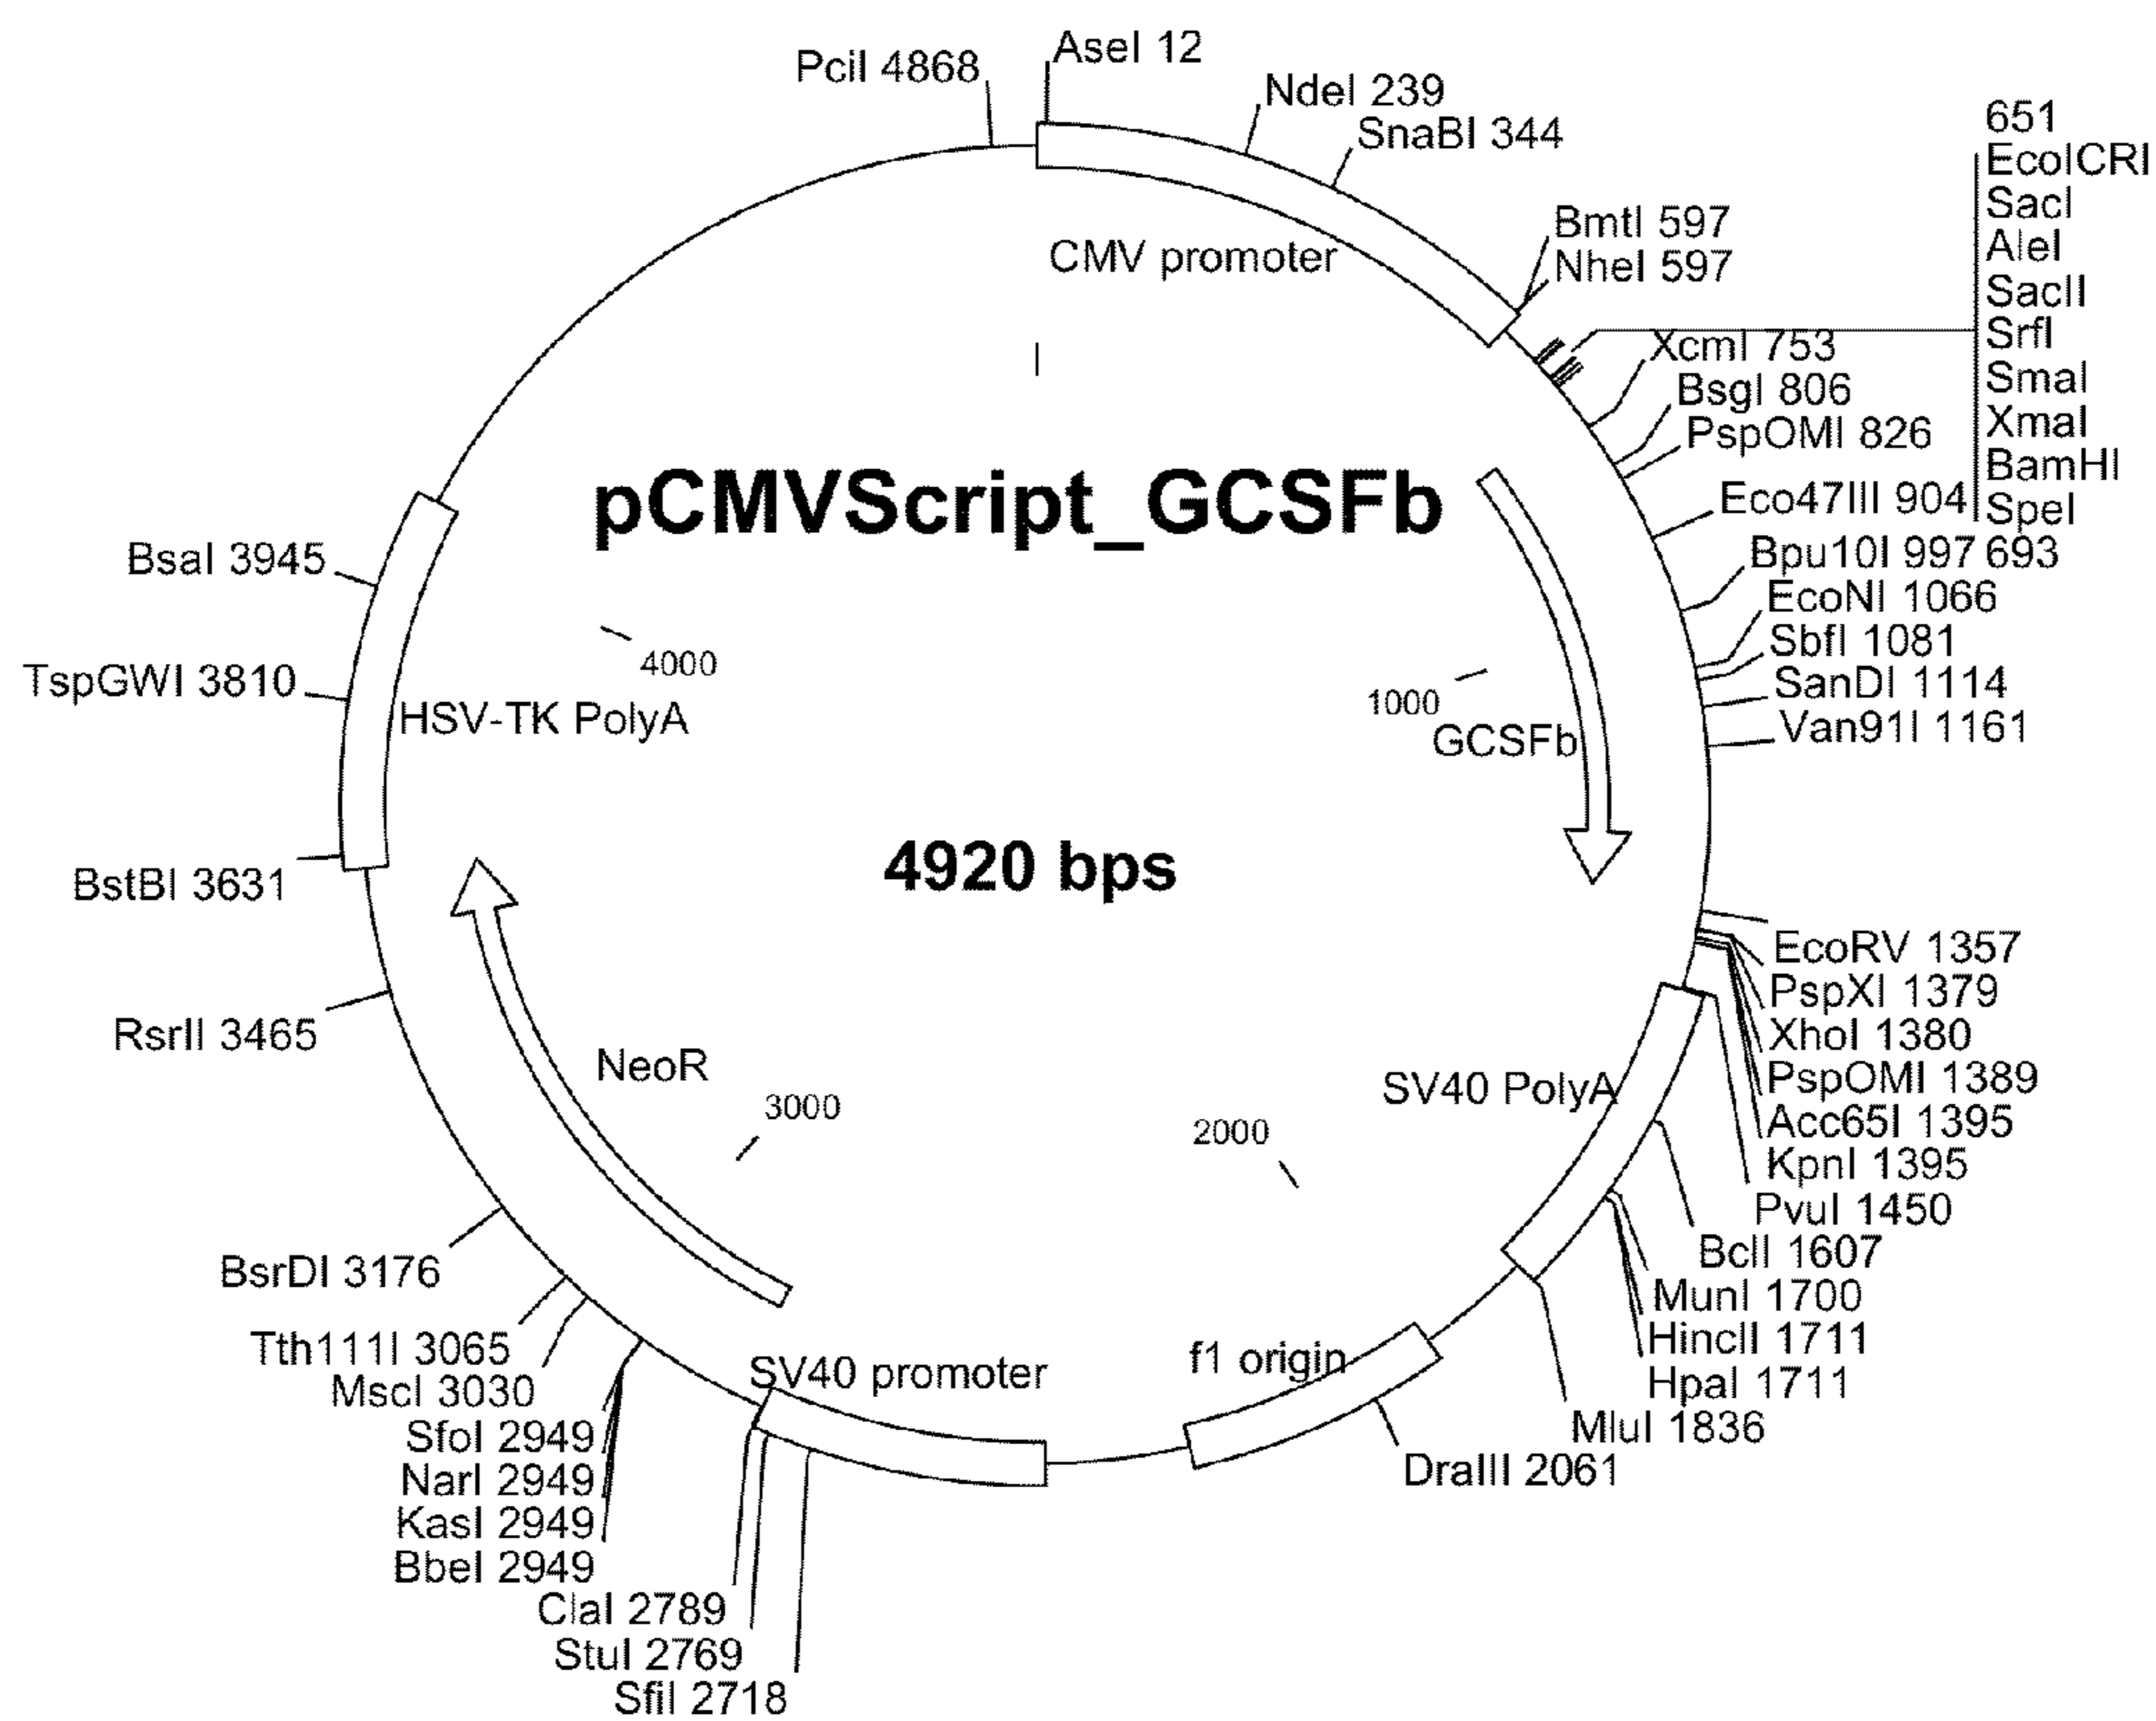 PciI 4868
AseI 12
NdeI 239
SnaBI 344
BmtI 597
NheI 597
651
EcoICRI
SacI
AleI
SacII
SrfI
SmaI
XmaI
BamHI
SpeI
693
XcmI 753
BsgI 806
PspOMI 826
Eco47III 904
Bpu10I 997
EcoNI 1066
SbfI 1081
SanDI 1114
Van91I 1161
CMV promoter
pCMVScript_GCSFb
4920 bps
1000
GCSFb
4000
HSV-TK PolyA
BsaI 3945
TspGWI 3810
BstBI 3631
RsrII 3465
NeoR
3000
2000
SV40 PolyA
EcoRV 1357
PspXI 1379
XhoI 1380
PspOMI 1389
Acc65I 1395
KpnI 1395
PvuI 1450
BclI 1607
MunI 1700
HincII 1711
HpaI 1711
MluI 1836
DraIII 2061
f1 origin
SV40 promoter
BsrDI 3176
Tth111I 3065
MscI 3030
SfoI 2949
NarI 2949
KasI 2949
BbeI 2949
ClaI 2789
StuI 2769
SfiI 2718